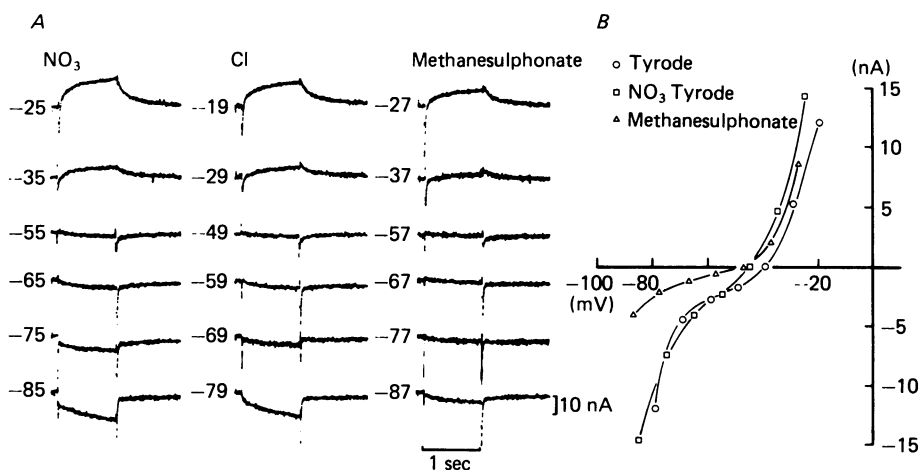 A
B
NO₃
Cl
Methanesulphonate
--25
--19
--27
--35
--29
--37
--55
--49
--57
--65
--59
--67
--75
--69
--77
--85
--79
--87
10 nA
1 sec
○ Tyrode
□ NO₃ Tyrode
△ Methanesulphonate
(nA)
15
10
5
0
--5
--10
--15
--100
--80
--20
(mV)